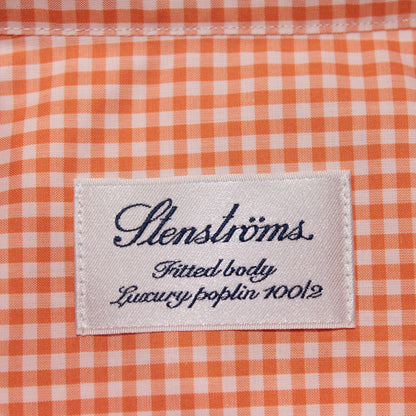 Stenströms
Fitted body
Luxury poplin 100/2